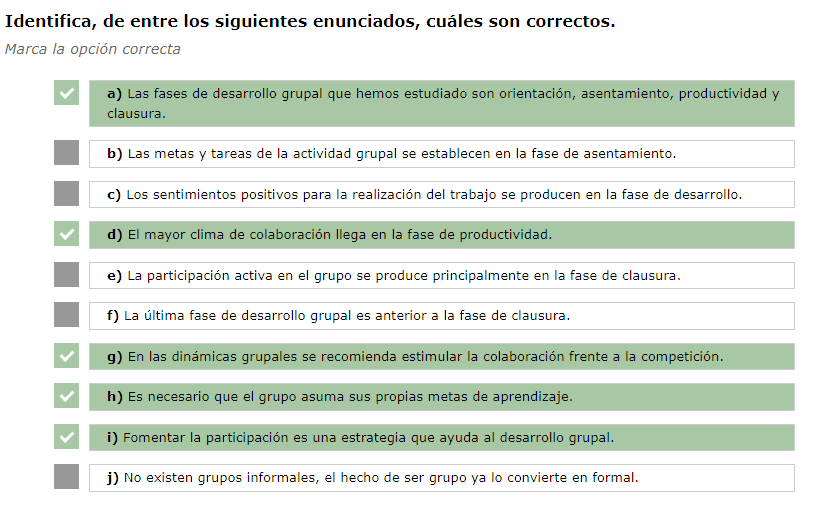 Identifica, de entre los siguientes enunciados, cuáles son correctos.
Marca la opción correcta
a) Las fases de desarrollo grupal que hemos estudiado son orientación, asentamiento, productividad y
clausura.
b) Las metas y tareas de la actividad grupal se establecen en la fase de asentamiento.
c) Los sentimientos positivos para la realización del trabajo se producen en la fase de desarrollo.
d) El mayor clima de colaboración llega en la fase de productividad.
e) La participación activa en el grupo se produce principalmente en la fase de clausura.
f) La última fase de desarrollo grupal es anterior a la fase de clausura.
g) En las dinámicas grupales se recomienda estimular la colaboración frente a la competición.
h) Es necesario que el grupo asuma sus propias metas de aprendizaje.
i) Fomentar la participación es una estrategia que ayuda al desarrollo grupal.
j) No existen grupos informales, el hecho de ser grupo ya lo convierte en formal.